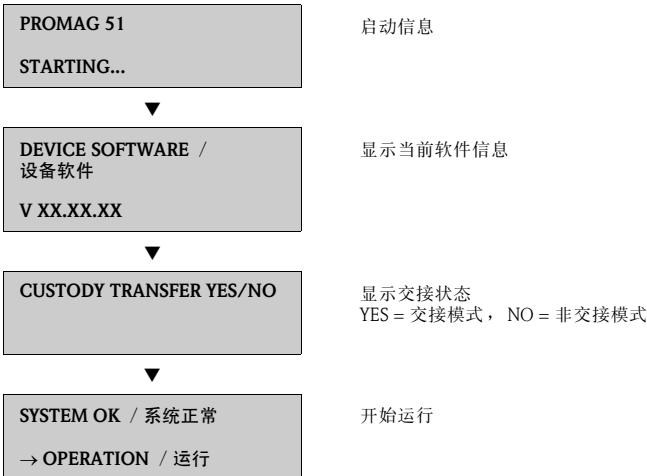 PROMAG 51
启动信息
STARTING...
▼
DEVICE SOFTWARE / 
显示当前软件信息
设备软件
V XX.XX.XX
▼
CUSTODY TRANSFER YES/NO
显示交接状态
YES = 交接模式， NO = 非交接模式
▼
SYSTEM OK / 系统正常
开始运行
→ OPERATION / 运行